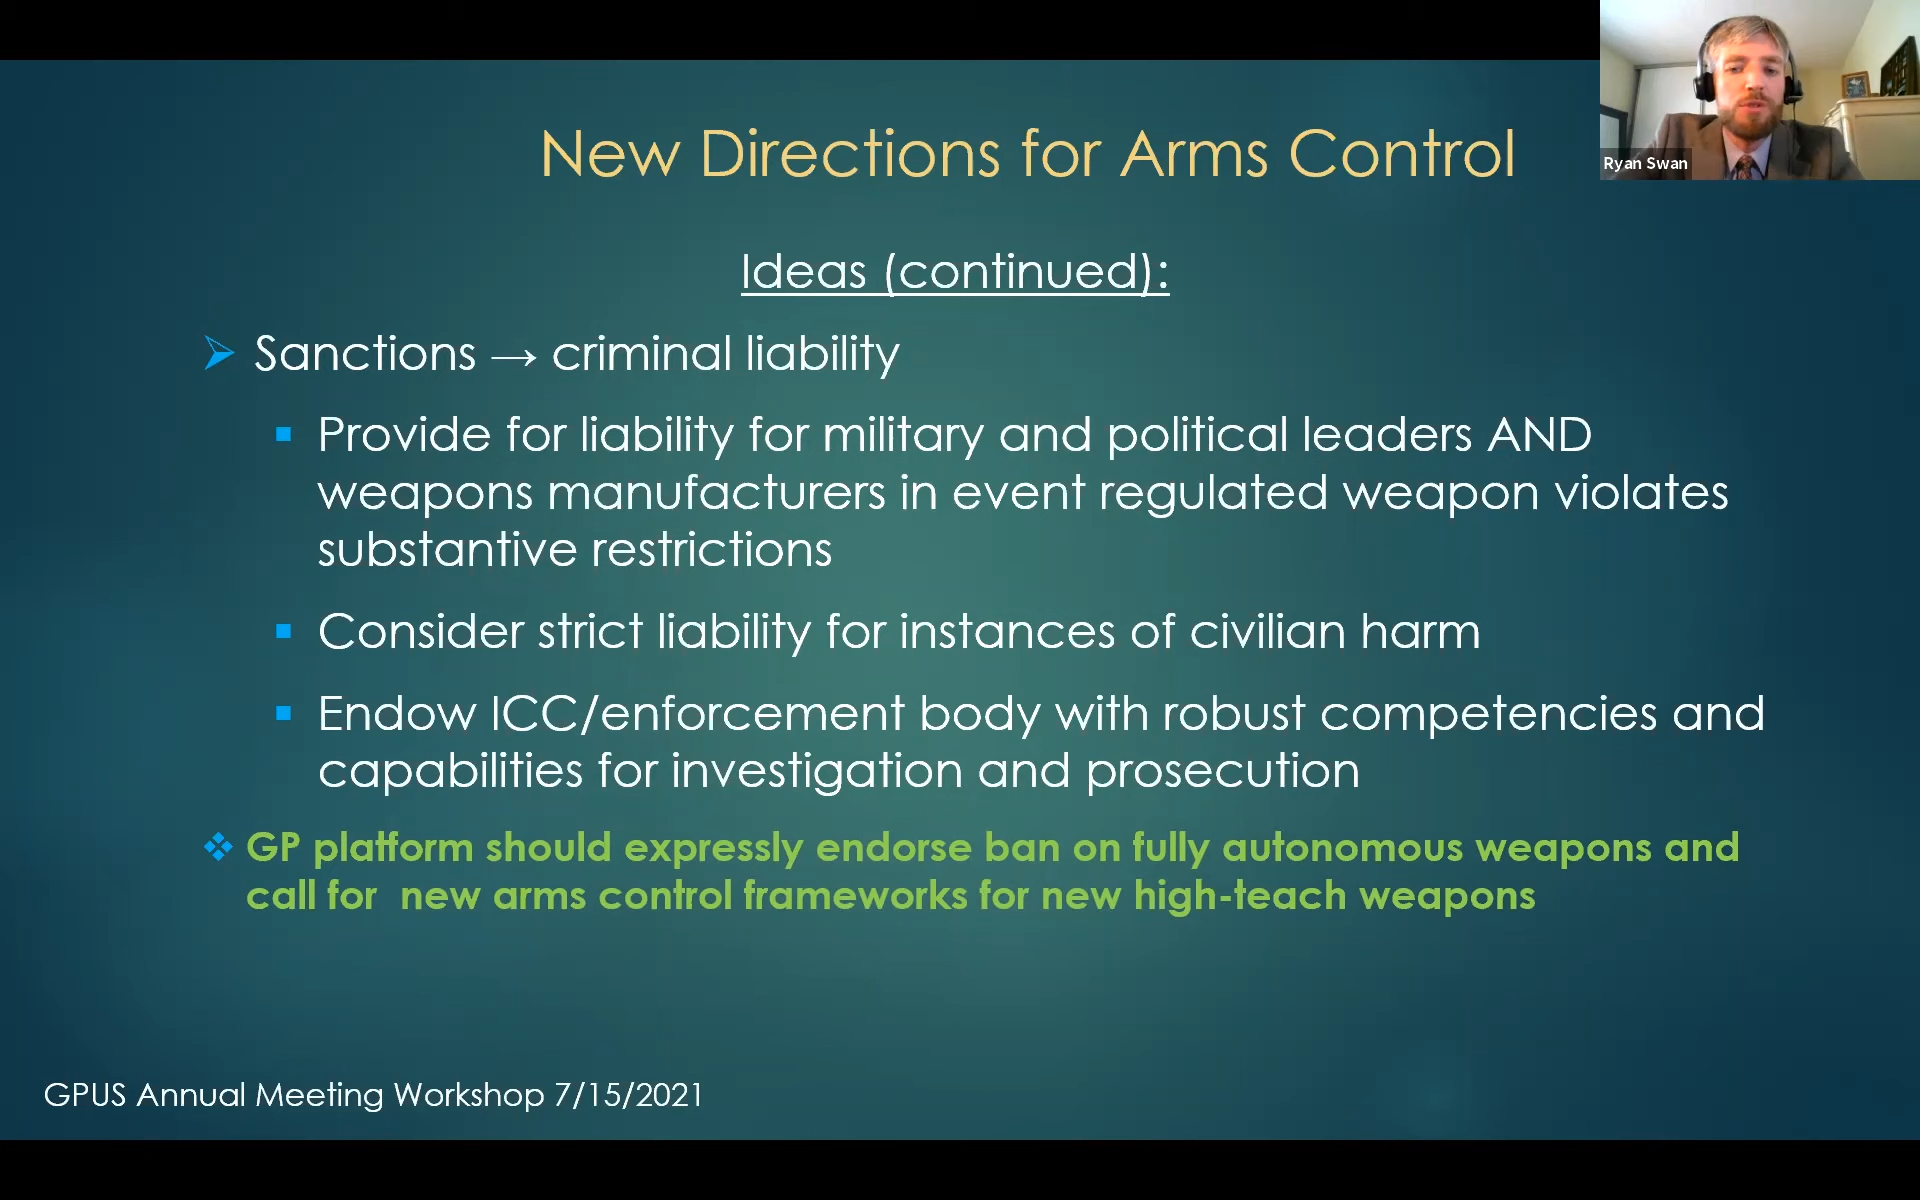 New Directions for Arms Control
Ryan Swan
Ideas (continued):
Sanctions → criminal liability
Provide for liability for military and political leaders AND
weapons manufacturers in event regulated weapon violates
substantive restrictions
Consider strict liability for instances of civilian harm
Endow ICC/enforcement body with robust competencies and
capabilities for investigation and prosecution
GP platform should expressly endorse ban on fully autonomous weapons and
call for  new arms control frameworks for new high-teach weapons
GPUS Annual Meeting Workshop 7/15/2021